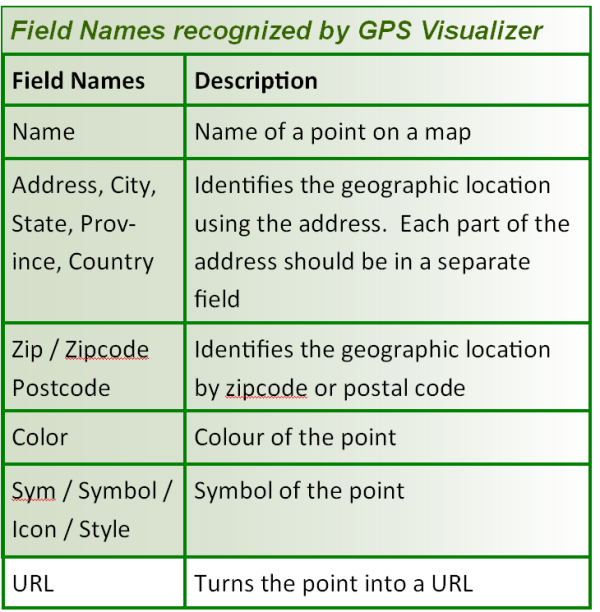 Field Names recognized by GPS Visualizer
Field Names
Description
Name
Name of a point on a map
Address, City,
State, Prov-
ince, Country
Identifies the geographic location
using the address.  Each part of the
address should be in a separate
field
Zip / Zipcode
Postcode
Identifies the geographic location
by zipcode or postal code
Color
Colour of the point
Sym / Symbol /
Icon / Style
Symbol of the point
URL
Turns the point into a URL